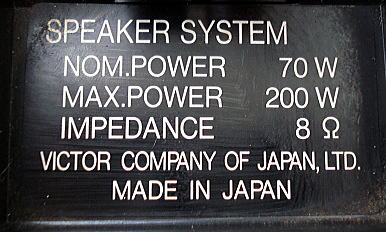 SPEAKER SYSTEM
NOM.POWER 70 W
MAX.POWER 200 W
IMPEDANCE 8 Ω
VICTOR COMPANY OF JAPAN, LTD.
MADE IN JAPAN